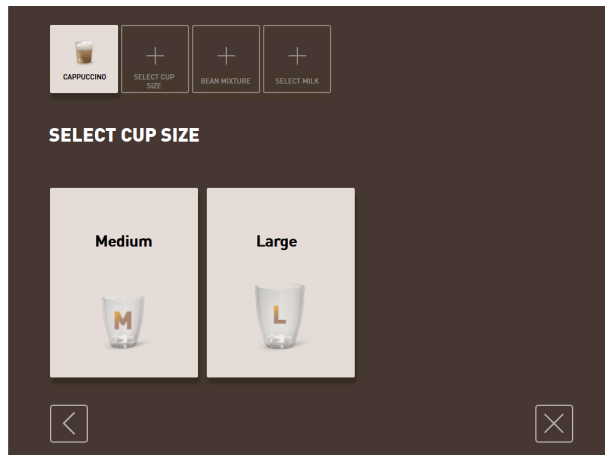 CAPPUCCINO
SELECT CUP
SIZE
BEAN MIXTURE
SELECT MILK
SELECT CUP SIZE
Medium
Large
M
L